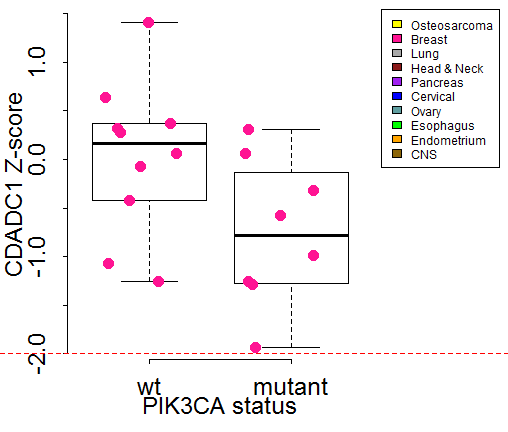 CDADC1 Z-score
1.0
0.0
-1.0
-2.0
wt
mutant
PIK3CA status
Osteosarcoma
Breast
Lung
Head & Neck
Pancreas
Cervical
Ovary
Esophagus
Endometrium
CNS